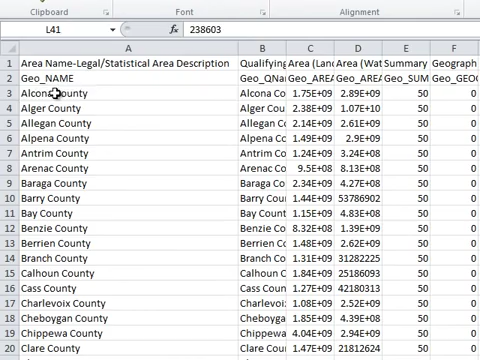 Clipboard Font Alignment
L41 fx 238603
A B C D E F
1 Area Name-Legal/Statistical Area Description Qualifying Area (Land Area (Wat Summary Geograph
2 Geo_NAME Geo_QNa Geo_AREA Geo_AREA Geo_SUM Geo_GEOC
3 Alcona County Alcona Co 1.75E+09 2.89E+09 50 0
4 Alger County Alger Cou 2.38E+09 1.07E+10 50 0
5 Allegan County Allegan C 2.14E+09 2.61E+09 50 0
6 Alpena County Alpena Co 1.49E+09 2.9E+09 50 0
7 Antrim County Antrim Co 1.24E+09 3.24E+08 50 0
8 Arenac County Arenac Co 9.5E+08 8.13E+08 50 0
9 Baraga County Baraga Co 2.34E+09 4.27E+08 50 0
10 Barry County Barry Cou 1.44E+09 53786902 50 0
11 Bay County Bay Count 1.15E+09 4.83E+08 50 0
12 Benzie County Benzie Co 8.32E+08 1.39E+09 50 0
13 Berrien County Berrien Co 1.48E+09 2.62E+09 50 0
14 Branch County Branch Co 1.31E+09 31282225 50 0
15 Calhoun County Calhoun C 1.84E+09 25186093 50 0
16 Cass County Cass Coun 1.27E+09 42180313 50 0
17 Charlevoix County Charlevoix 1.08E+09 2.52E+09 50 0
18 Cheboygan County Cheboyga 1.85E+09 4.39E+08 50 0
19 Chippewa County Chippewa 4.04E+09 2.94E+09 50 0
20 Clare County Clare Coun 1.47E+09 21812624 50 0